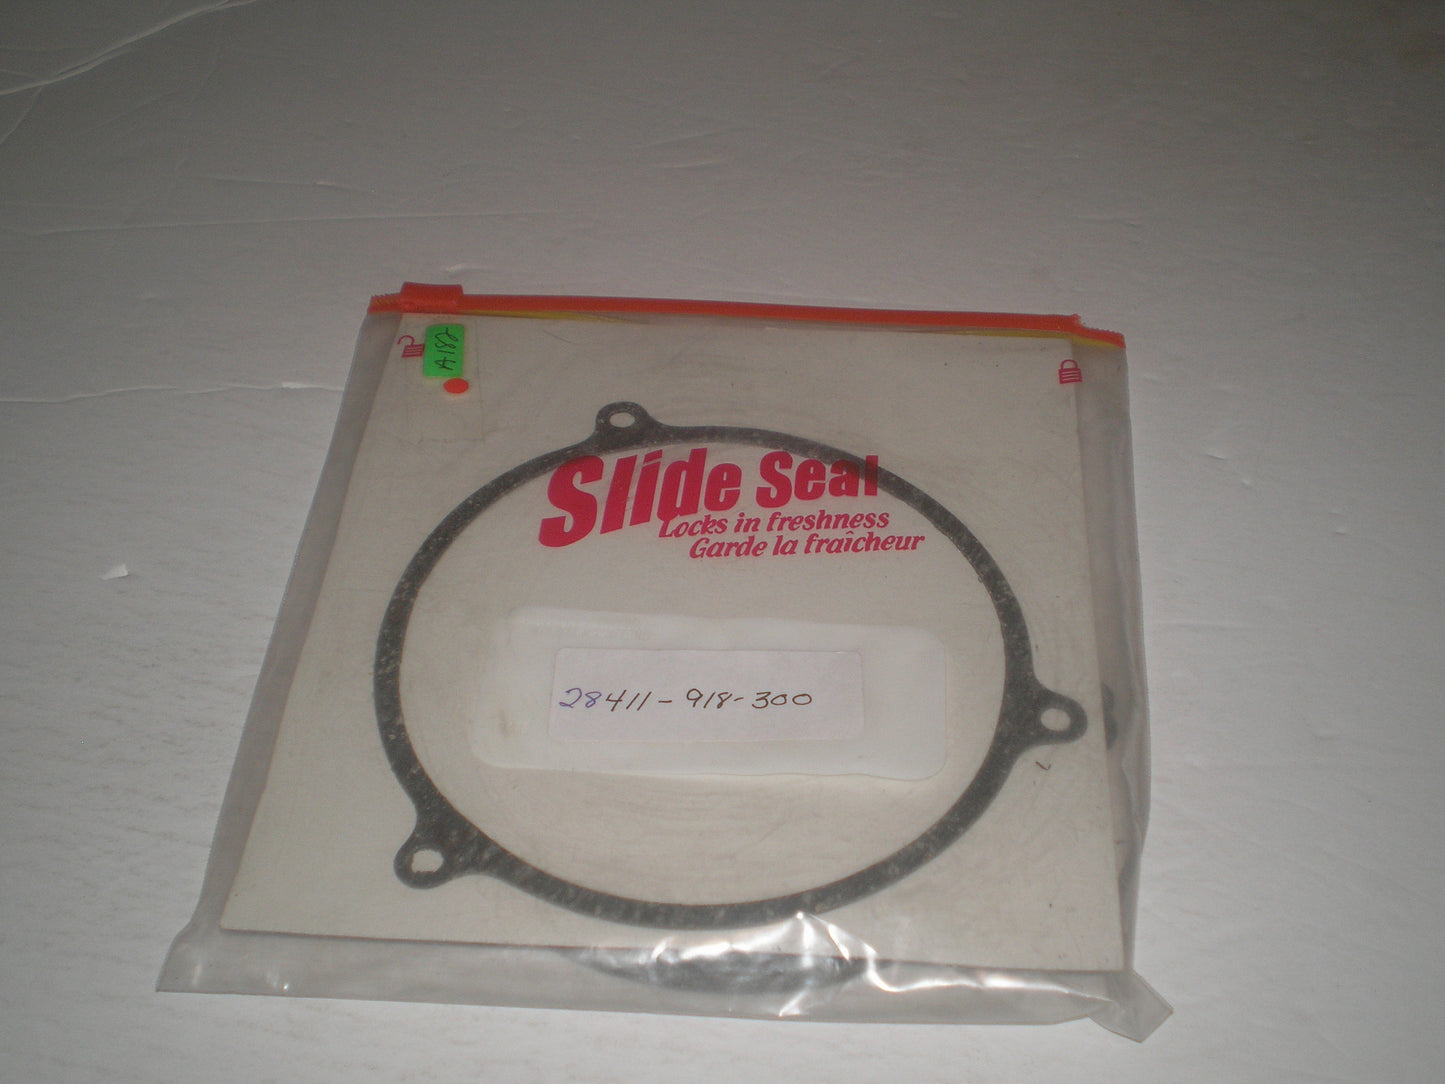 A182
Slide Seal
Locks in freshness
Garde la fraîcheur
28411-918-300